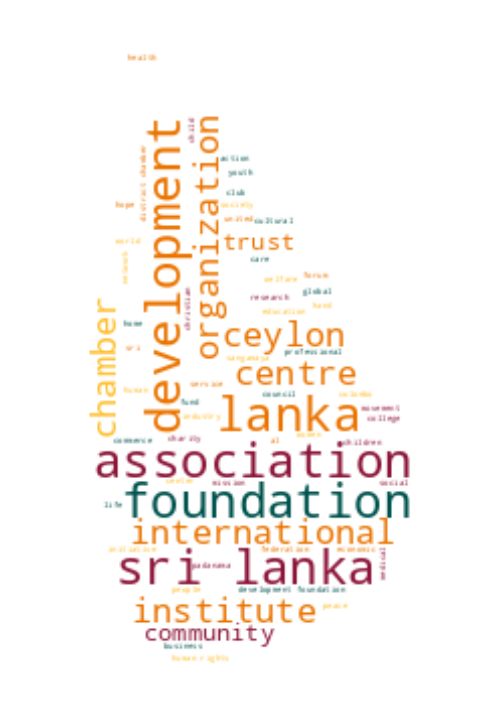 health
child
development
organization
district chamber
action
youth
club
hope
society
united
cultural
world
trust
network
care
welfare
forum
christian
research
global
hand
education
chamber
home
ceylon
sri
professional
sangamaya
centre
service
human
council
colombo
fund
lanka
movement
industry
college
commerce
charity
al
women
children
association
center
mission
social
life
foundation
international
initiative
federation
economic
medical
sri lanka
padanama
people
development foundation
institute
peace
community
business
human rights